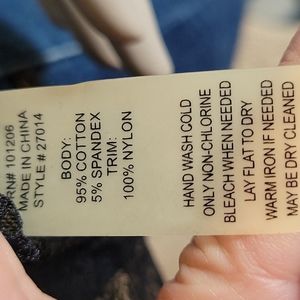 RN# 101206
MADE IN CHINA
STYLE # 27014
BODY:
95% COTTON
5% SPANDEX
TRIM:
100% NYLON
HAND WASH COLD
ONLY NON-CHLORINE
BLEACH WHEN NEEDED
LAY FLAT TO DRY
WARM IRON IF NEEDED
MAY BE DRY CLEANED